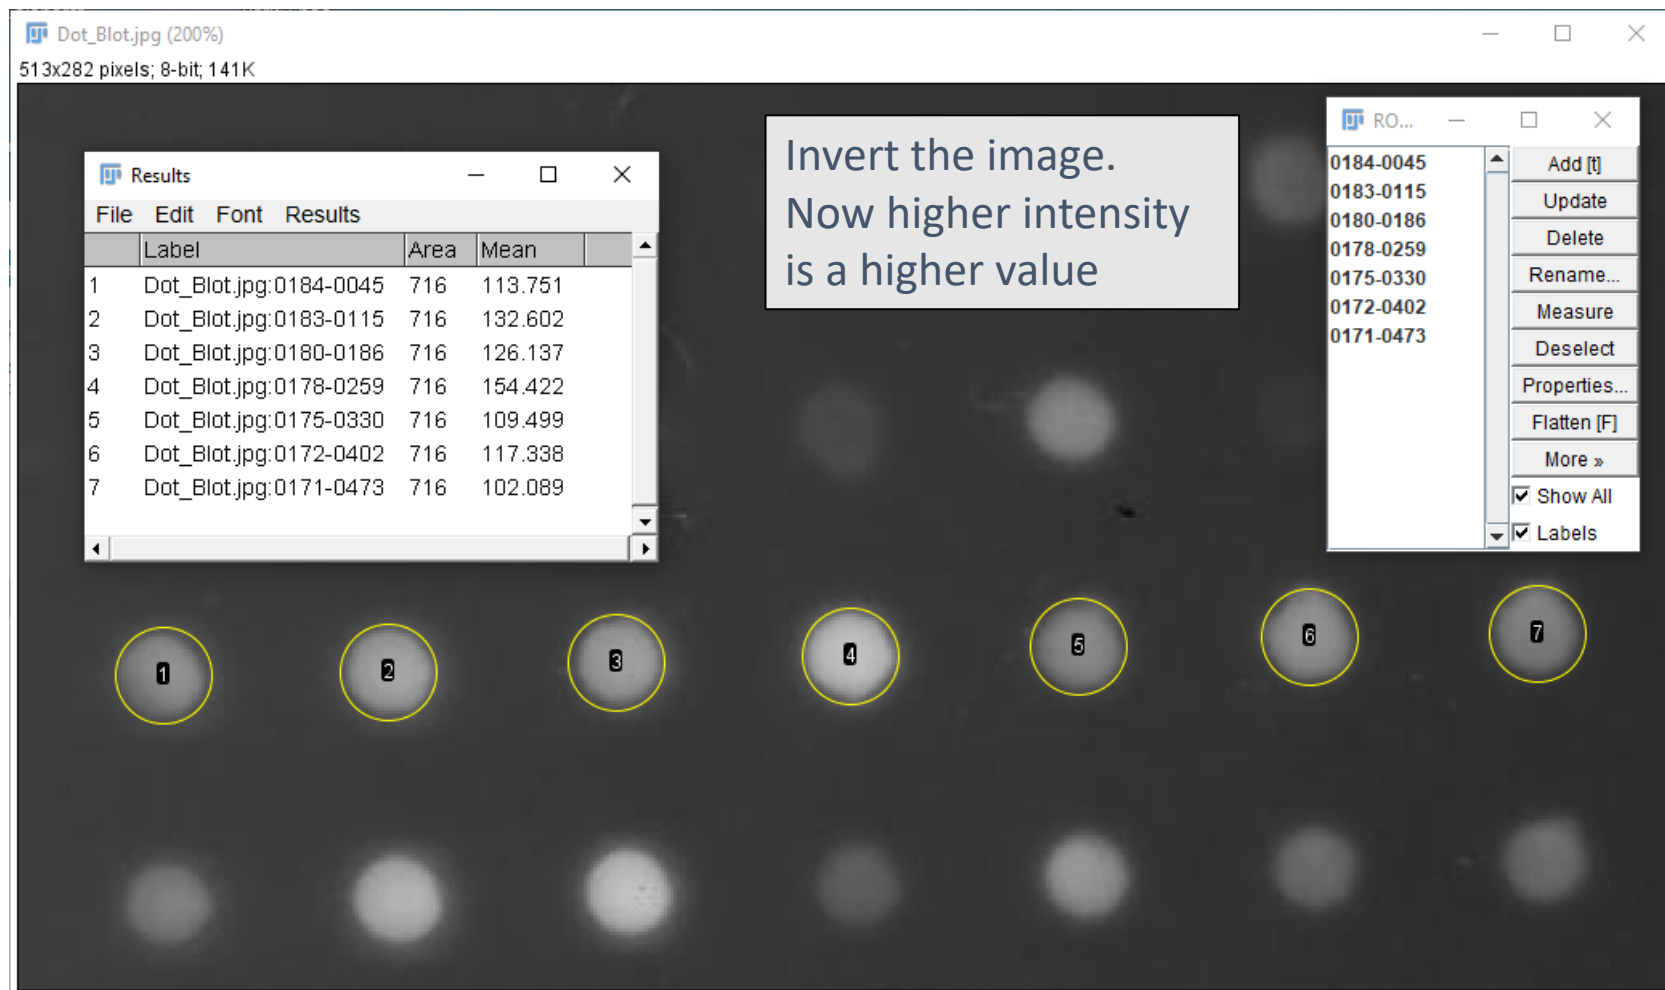 Dot_Blot.jpg (200%)
513x282 pixels; 8-bit; 141K
Results
File Edit Font Results
Label Area Mean
1 Dot_Blot.jpg:0184-0045 716 113.751
2 Dot_Blot.jpg:0183-0115 716 132.602
3 Dot_Blot.jpg:0180-0186 716 126.137
4 Dot_Blot.jpg:0178-0259 716 154.422
5 Dot_Blot.jpg:0175-0330 716 109.499
6 Dot_Blot.jpg:0172-0402 716 117.338
7 Dot_Blot.jpg:0171-0473 716 102.089
Invert the image.
Now higher intensity
is a higher value
RO...
0184-0045
0183-0115
0180-0186
0178-0259
0175-0330
0172-0402
0171-0473
Add [t]
Update
Delete
Rename...
Measure
Deselect
Properties...
Flatten [F]
More »
Show All
Labels
1 2 3 4 5 6 7